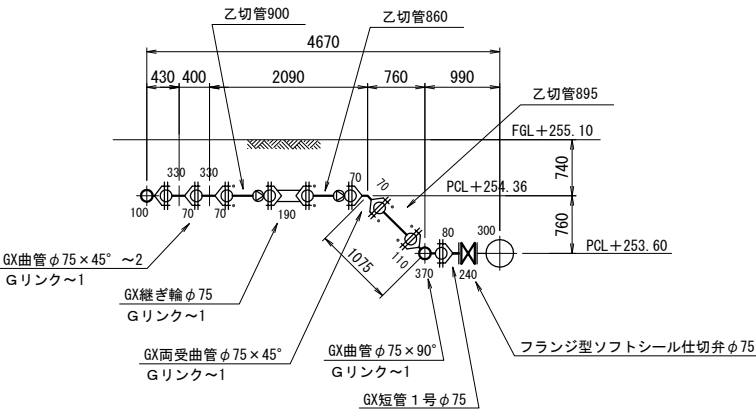 乙切管900
乙切管860
4670
430
400
2090
760
990
乙切管895
FGL+255.10
740
330
330
70
70
PCL+254.36
100
70
70
190
760
PCL+253.60
80
300
110
1075
370
240
GX曲管φ75×45° ~2
Gリンク~1
GX継ぎ輪φ75
Gリンク~1
GX両受曲管φ75×45°
Gリンク~1
GX曲管φ75×90°
Gリンク~1
フランジ型ソフトシール仕切弁φ75
GX短管1号φ75